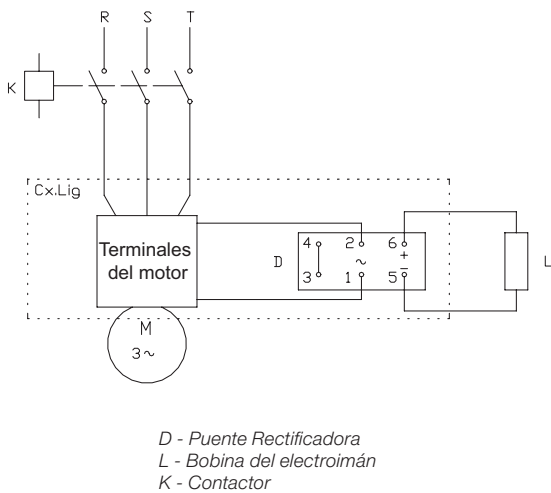 R S T
K
Cx.Lig
Terminales
del motor
D
4 2 6
~ +
3 1 5
–
L
M
3~
D - Puente Rectificadora
L - Bobina del electroimán
K - Contactor